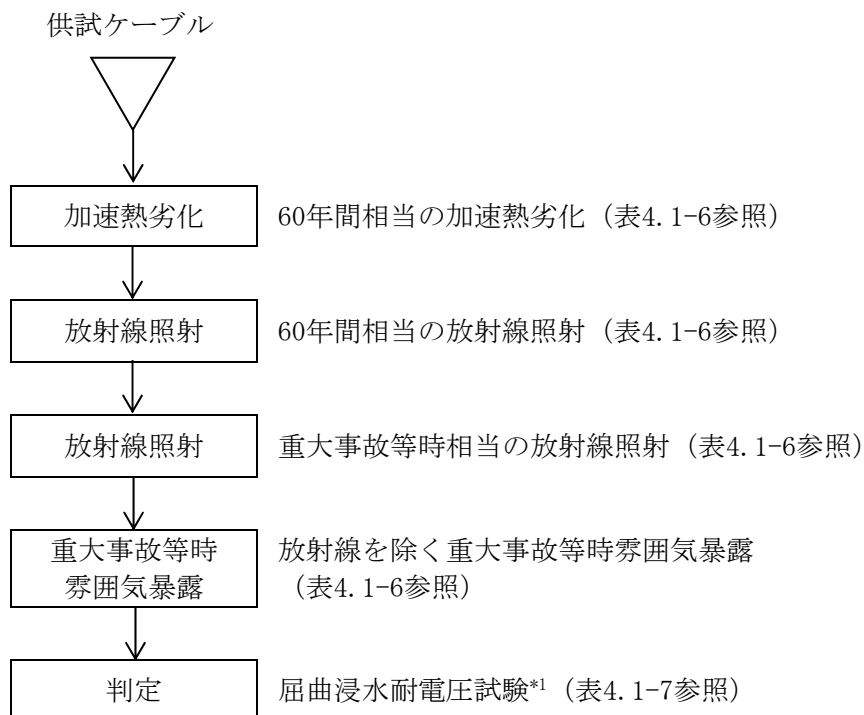 供試ケーブル
加速熱劣化 60年間相当の加速熱劣化（表4.1-6参照）
放射線照射 60年間相当の放射線照射（表4.1-6参照）
放射線照射 重大事故等時相当の放射線照射（表4.1-6参照）
重大事故等時
雰囲気暴露
放射線を除く重大事故等時雰囲気暴露
（表4.1-6参照）
判定 屈曲浸水耐電圧試験*1（表4.1-7参照）